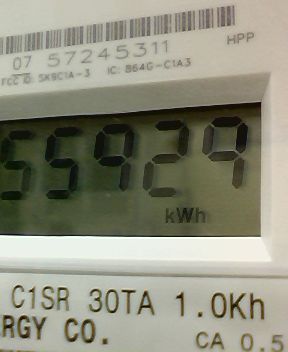 07 57245311
HPP
FCC ID: SK9C1A-3 IC: 864G-C1A3
55929
kWh
C1SR 30TA 1.0Kh
RGY CO.
CA 0.5